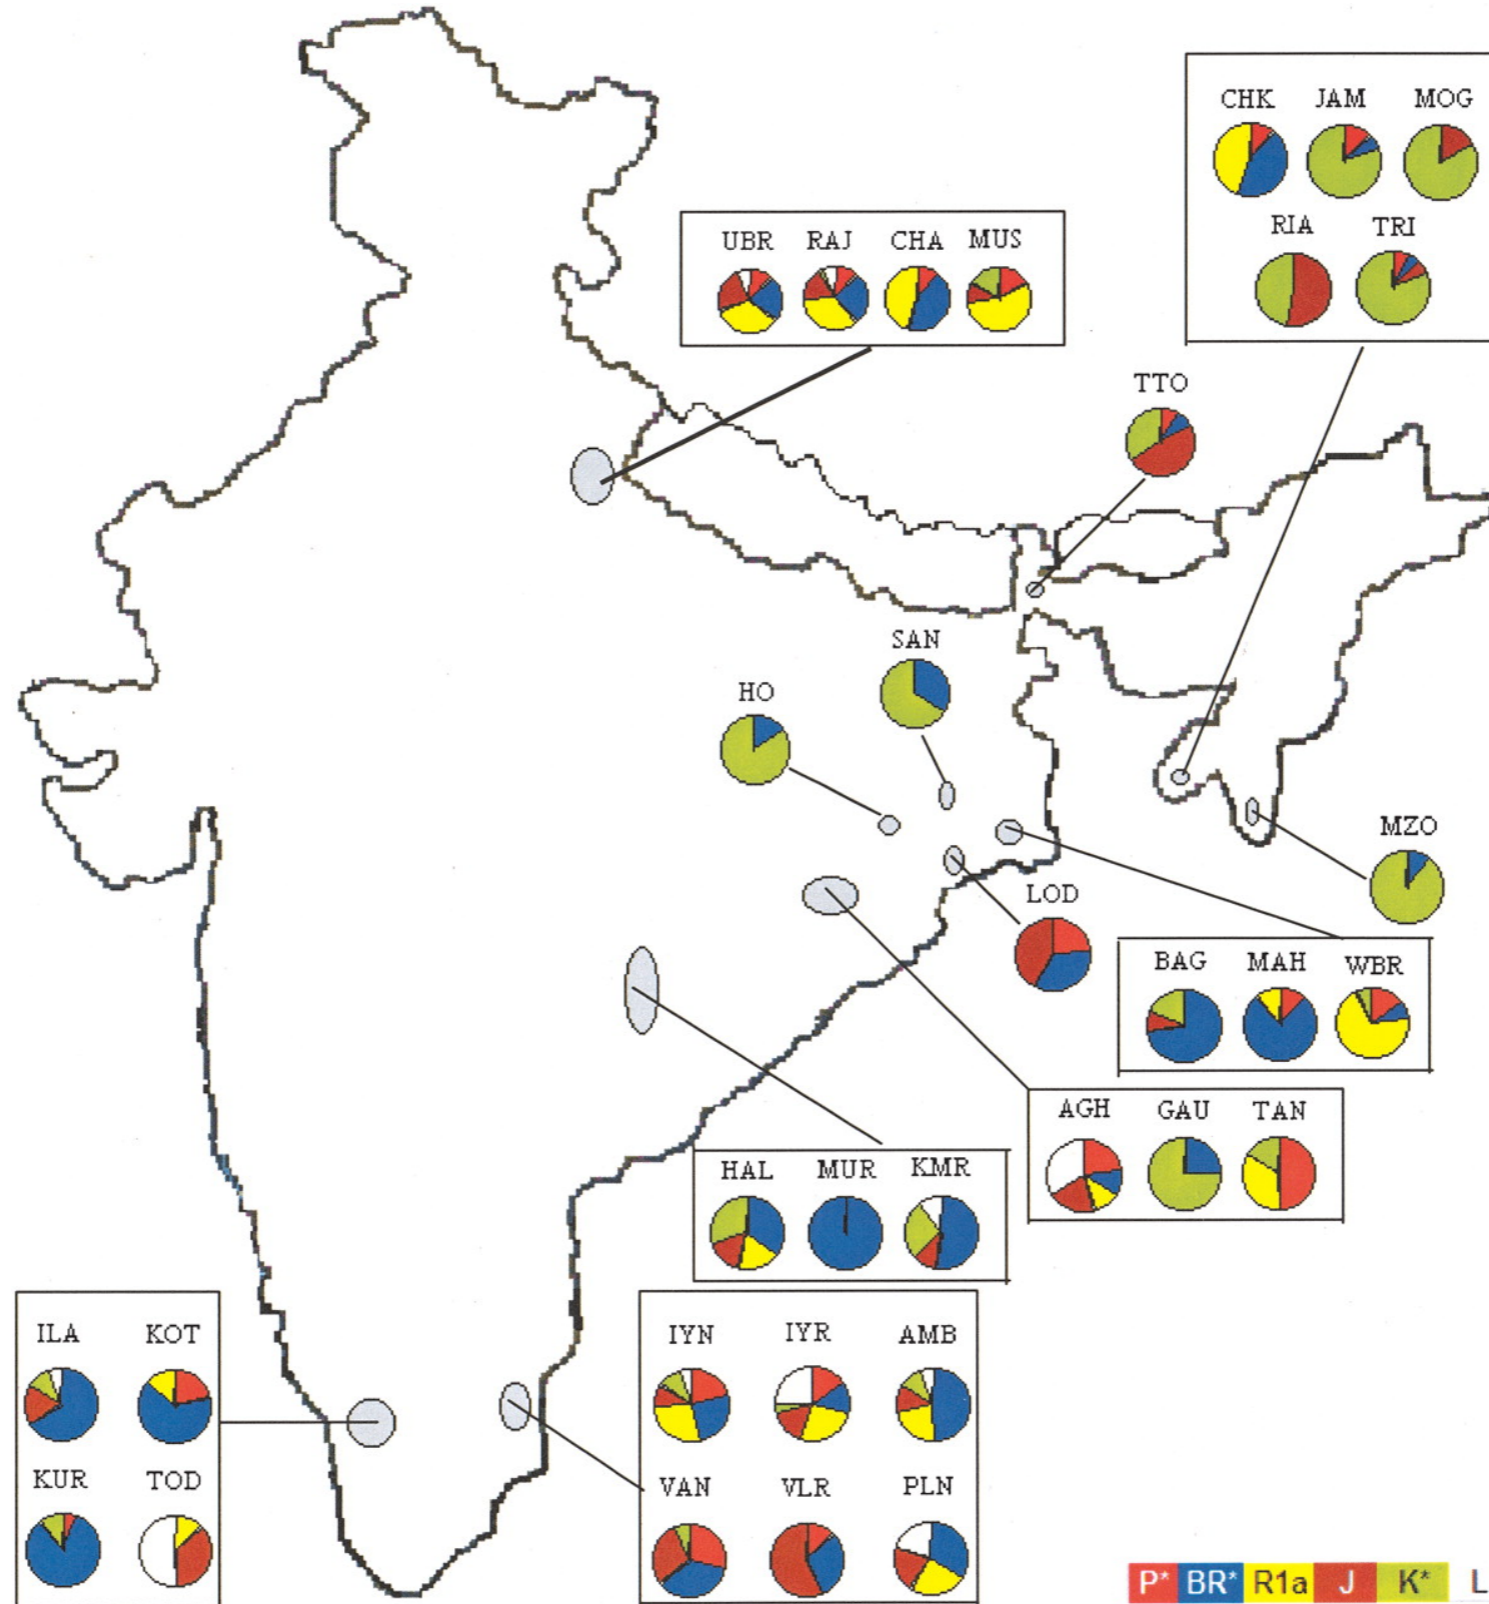 CHK JAM MOG
RIA TRI
UBR RAJ CHA MUS
TTO
SAN
HO
MZO
LOD
BAG MAH WBR
AGH GAU TAN
HAL MUR KMR
ILA KOT
KUR TOD
IYN IYR AMB
VAN VLR PLN
P* BR* R1a J K* L